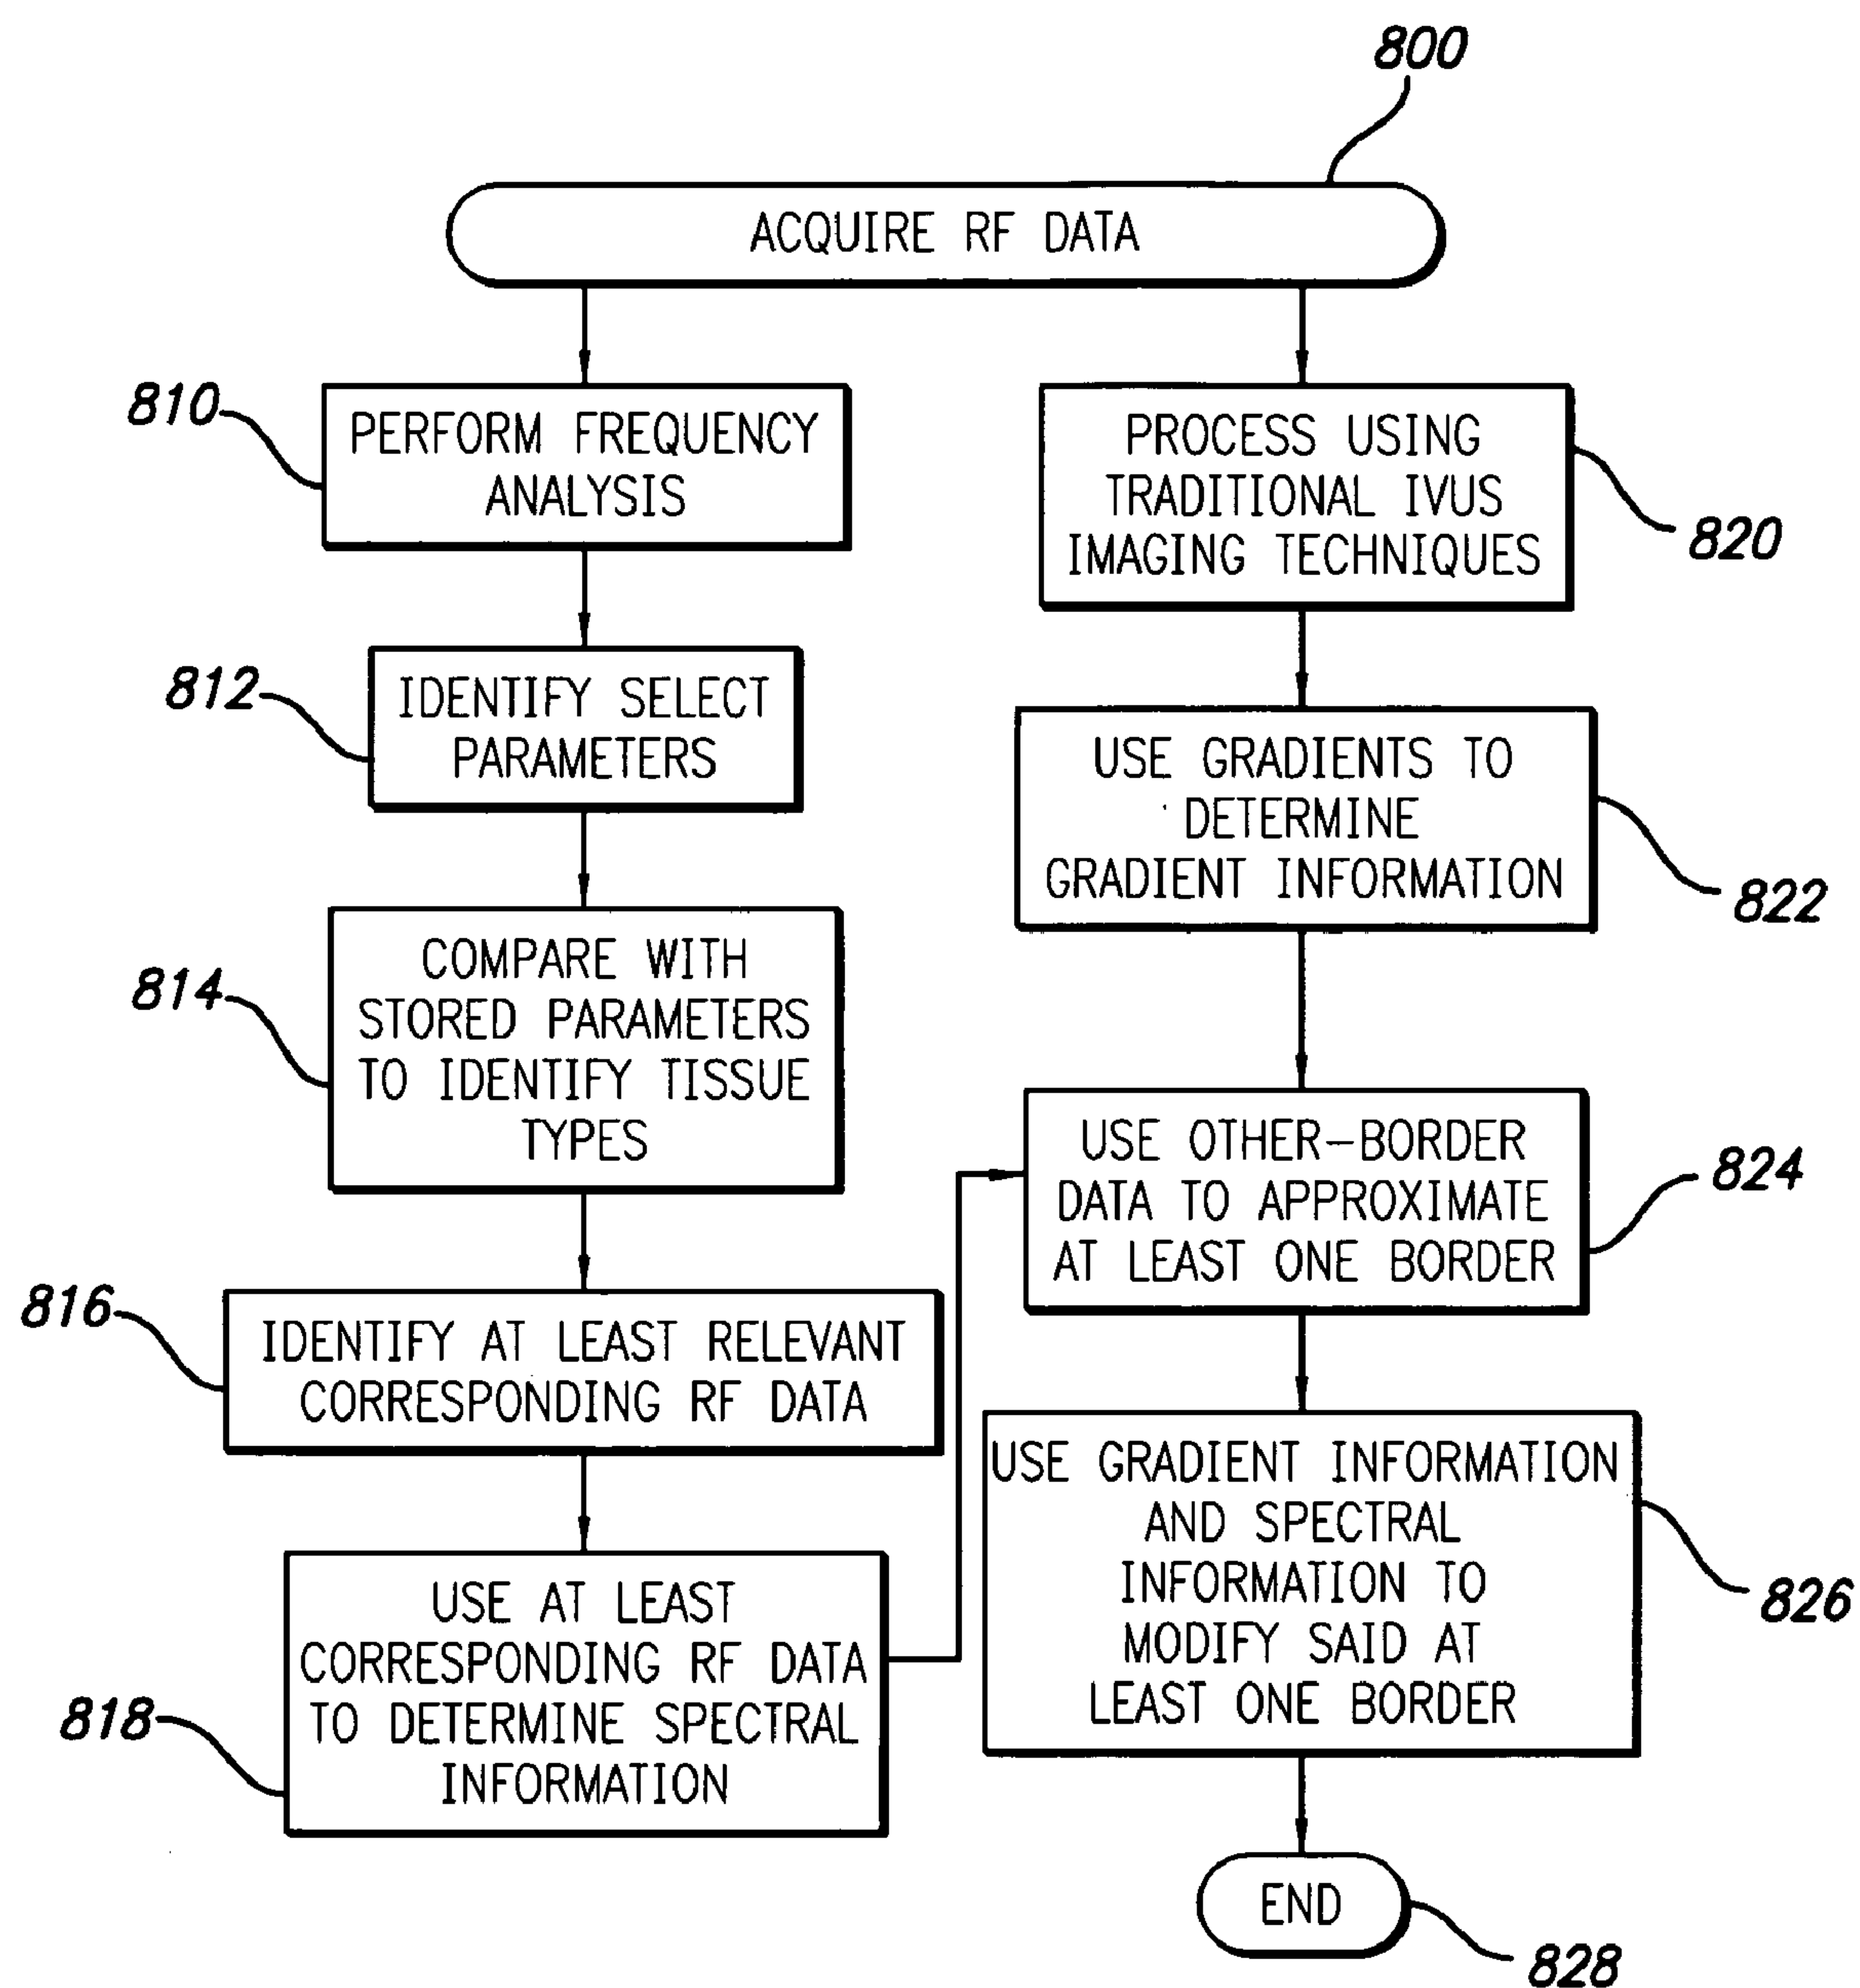 800
ACQUIRE RF DATA
810
PERFORM FREQUENCY
ANALYSIS
812
IDENTIFY SELECT
PARAMETERS
814
COMPARE WITH
STORED PARAMETERS
TO IDENTIFY TISSUE
TYPES
816
IDENTIFY AT LEAST RELEVANT
CORRESPONDING RF DATA
818
USE AT LEAST
CORRESPONDING RF DATA
TO DETERMINE SPECTRAL
INFORMATION
PROCESS USING
TRADITIONAL IVUS
IMAGING TECHNIQUES
820
USE GRADIENTS TO
DETERMINE
GRADIENT INFORMATION
822
USE OTHER-BORDER
DATA TO APPROXIMATE
AT LEAST ONE BORDER
824
USE GRADIENT INFORMATION
AND SPECTRAL
INFORMATION TO
MODIFY SAID AT
LEAST ONE BORDER
826
END
828